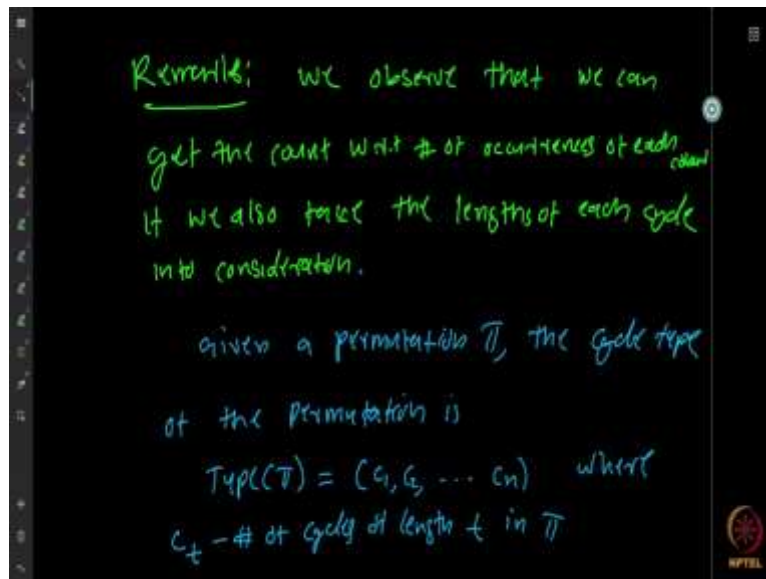 Remarks: we observe that we can
get the count w.r.t # of occurrences of each colour
if we also take the lengths of each cycle
into consideration.
Given a permutation π, the cycle type
of the permutation is
Type(π) = (c₁, c₂, ... cₙ) where
c_t - # of cycles of length t in π
NPTEL